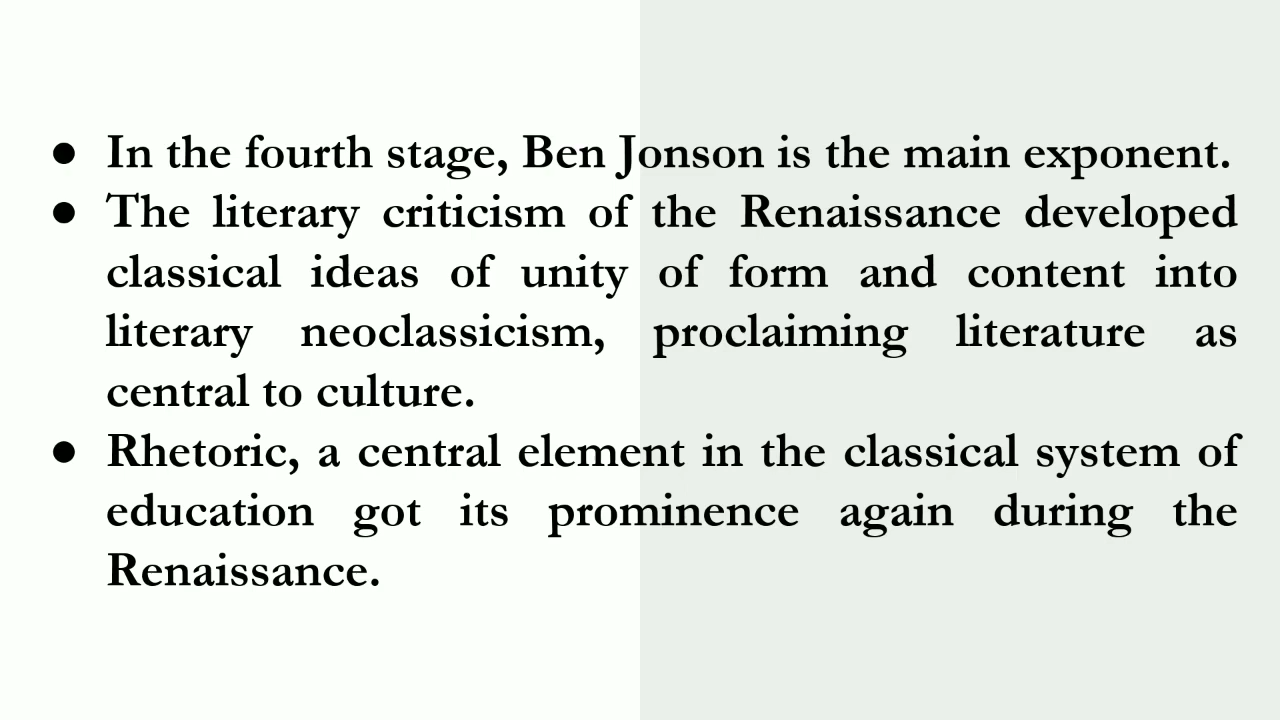 ● In the fourth stage, Ben Jonson is the main exponent.
● The literary criticism of the Renaissance developed
classical ideas of unity of form and content into
literary neoclassicism, proclaiming literature as
central to culture.
● Rhetoric, a central element in the classical system of
education got its prominence again during the
Renaissance.